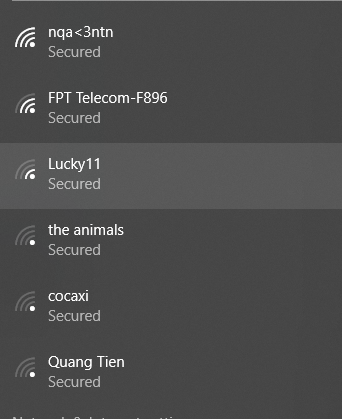 nqa<3ntn
Secured
FPT Telecom-F896
Secured
Lucky11
Secured
the animals
Secured
cocaxi
Secured
Quang Tien
Secured